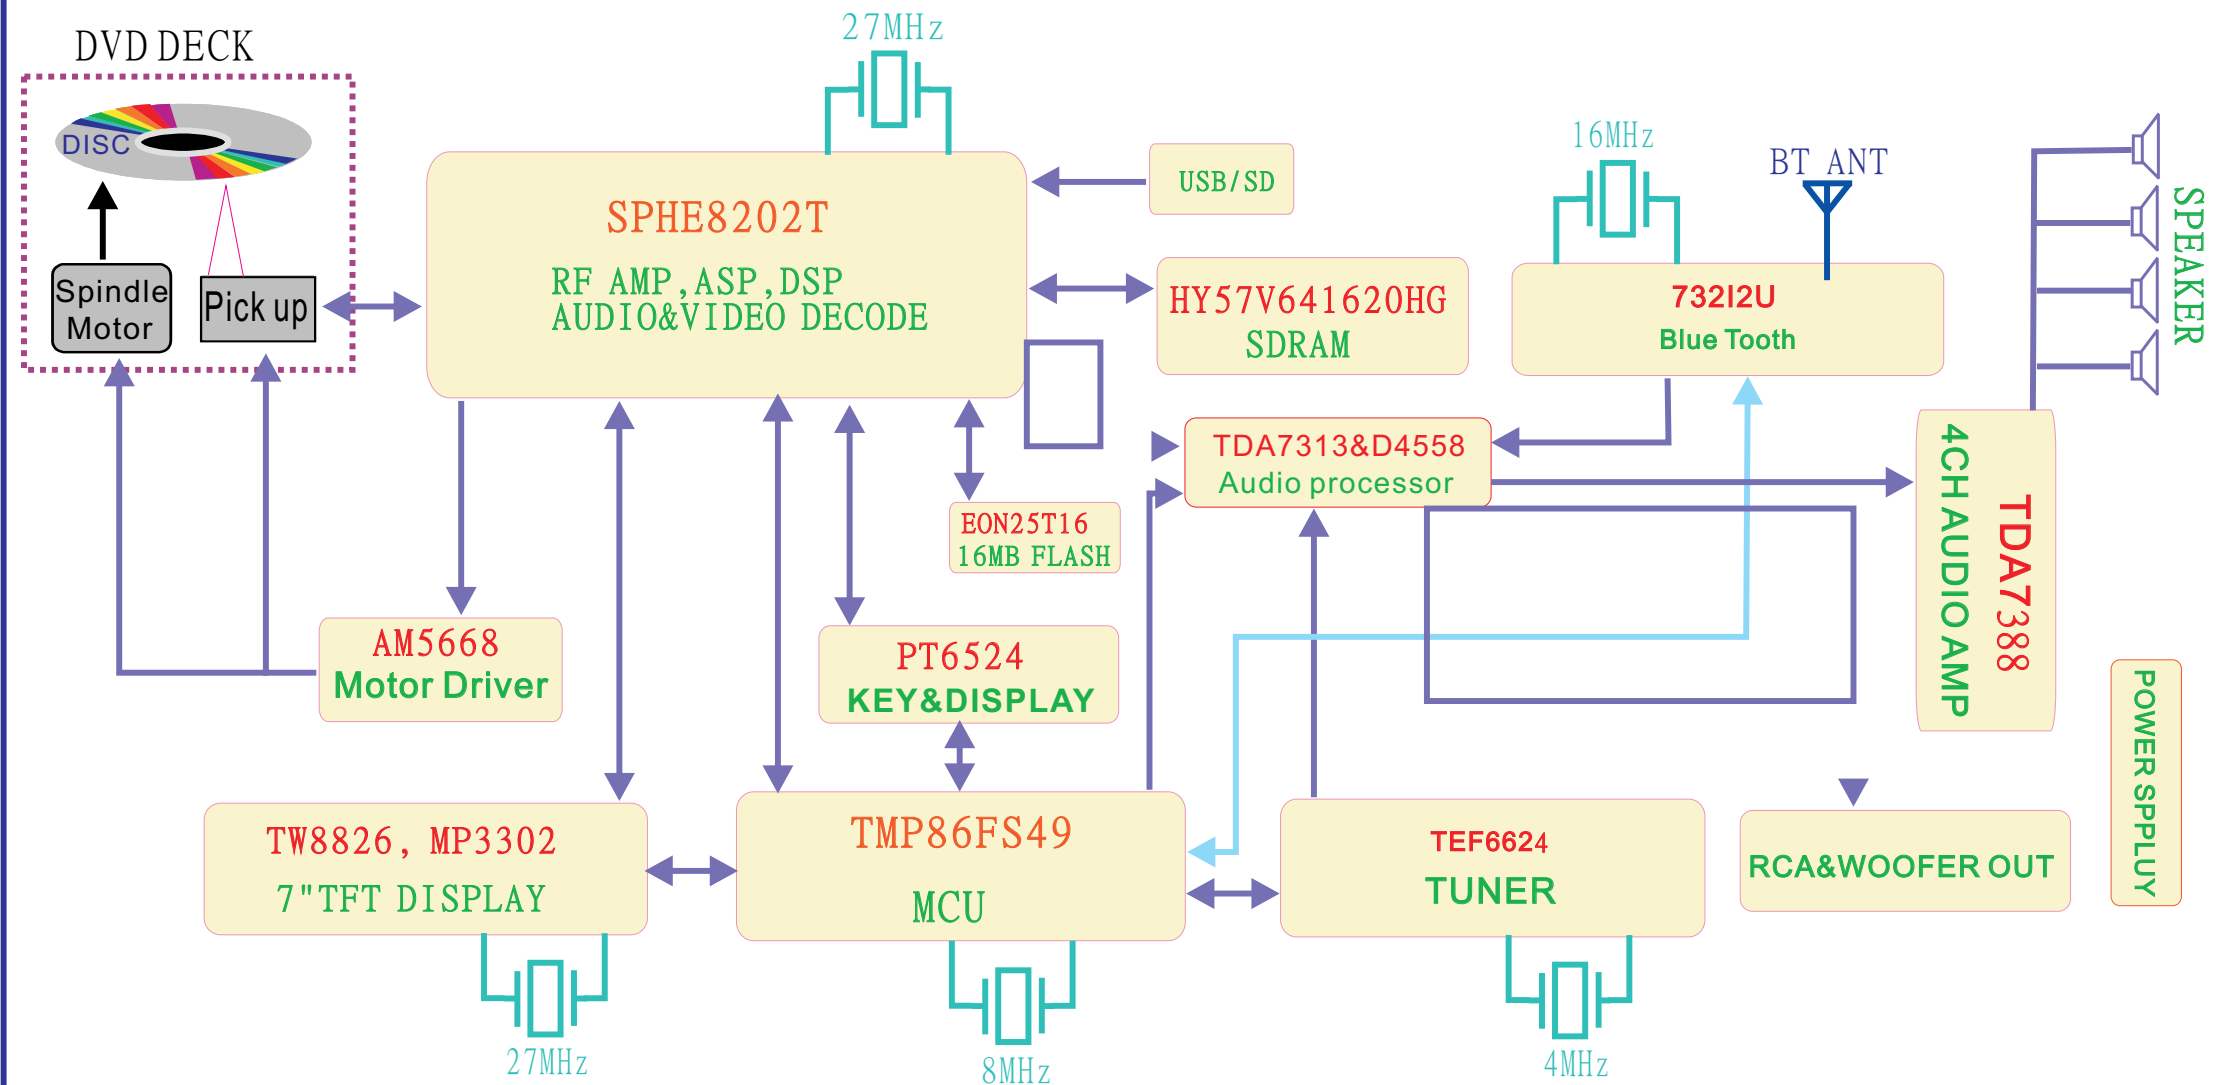 DVD DECK
DISC
Spindle
Motor
Pick up
27MHz
SPHE8202T
RF AMP,ASP,DSP
AUDIO&VIDEO DECODE
USB/SD
HY57V641620HG
SDRAM
16MHz
BT ANT
732I2U
Blue Tooth
SPEAKER
TDA7313&D4558
Audio processor
EON25T16
16MB FLASH
TDA7388
4CH AUDIO AMP
AM5668
Motor Driver
PT6524
KEY&DISPLAY
POWER SPPLUY
TW8826, MP3302
7"TFT DISPLAY
TMP86FS49
MCU
TEF6624
TUNER
RCA&WOOFER OUT
27MHz
8MHz
4MHz